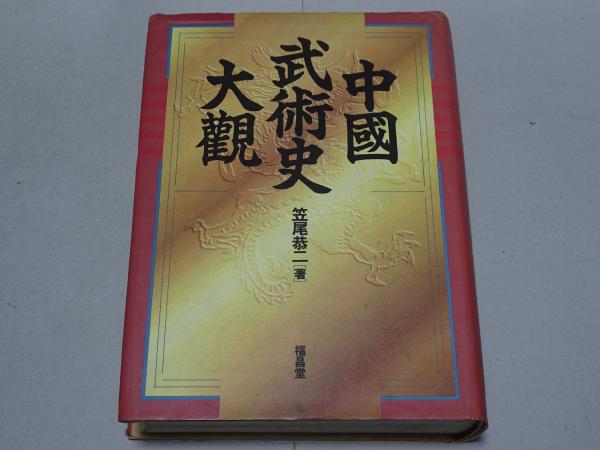 中國
武術史
大觀
笠尾恭二[著]
福昌堂